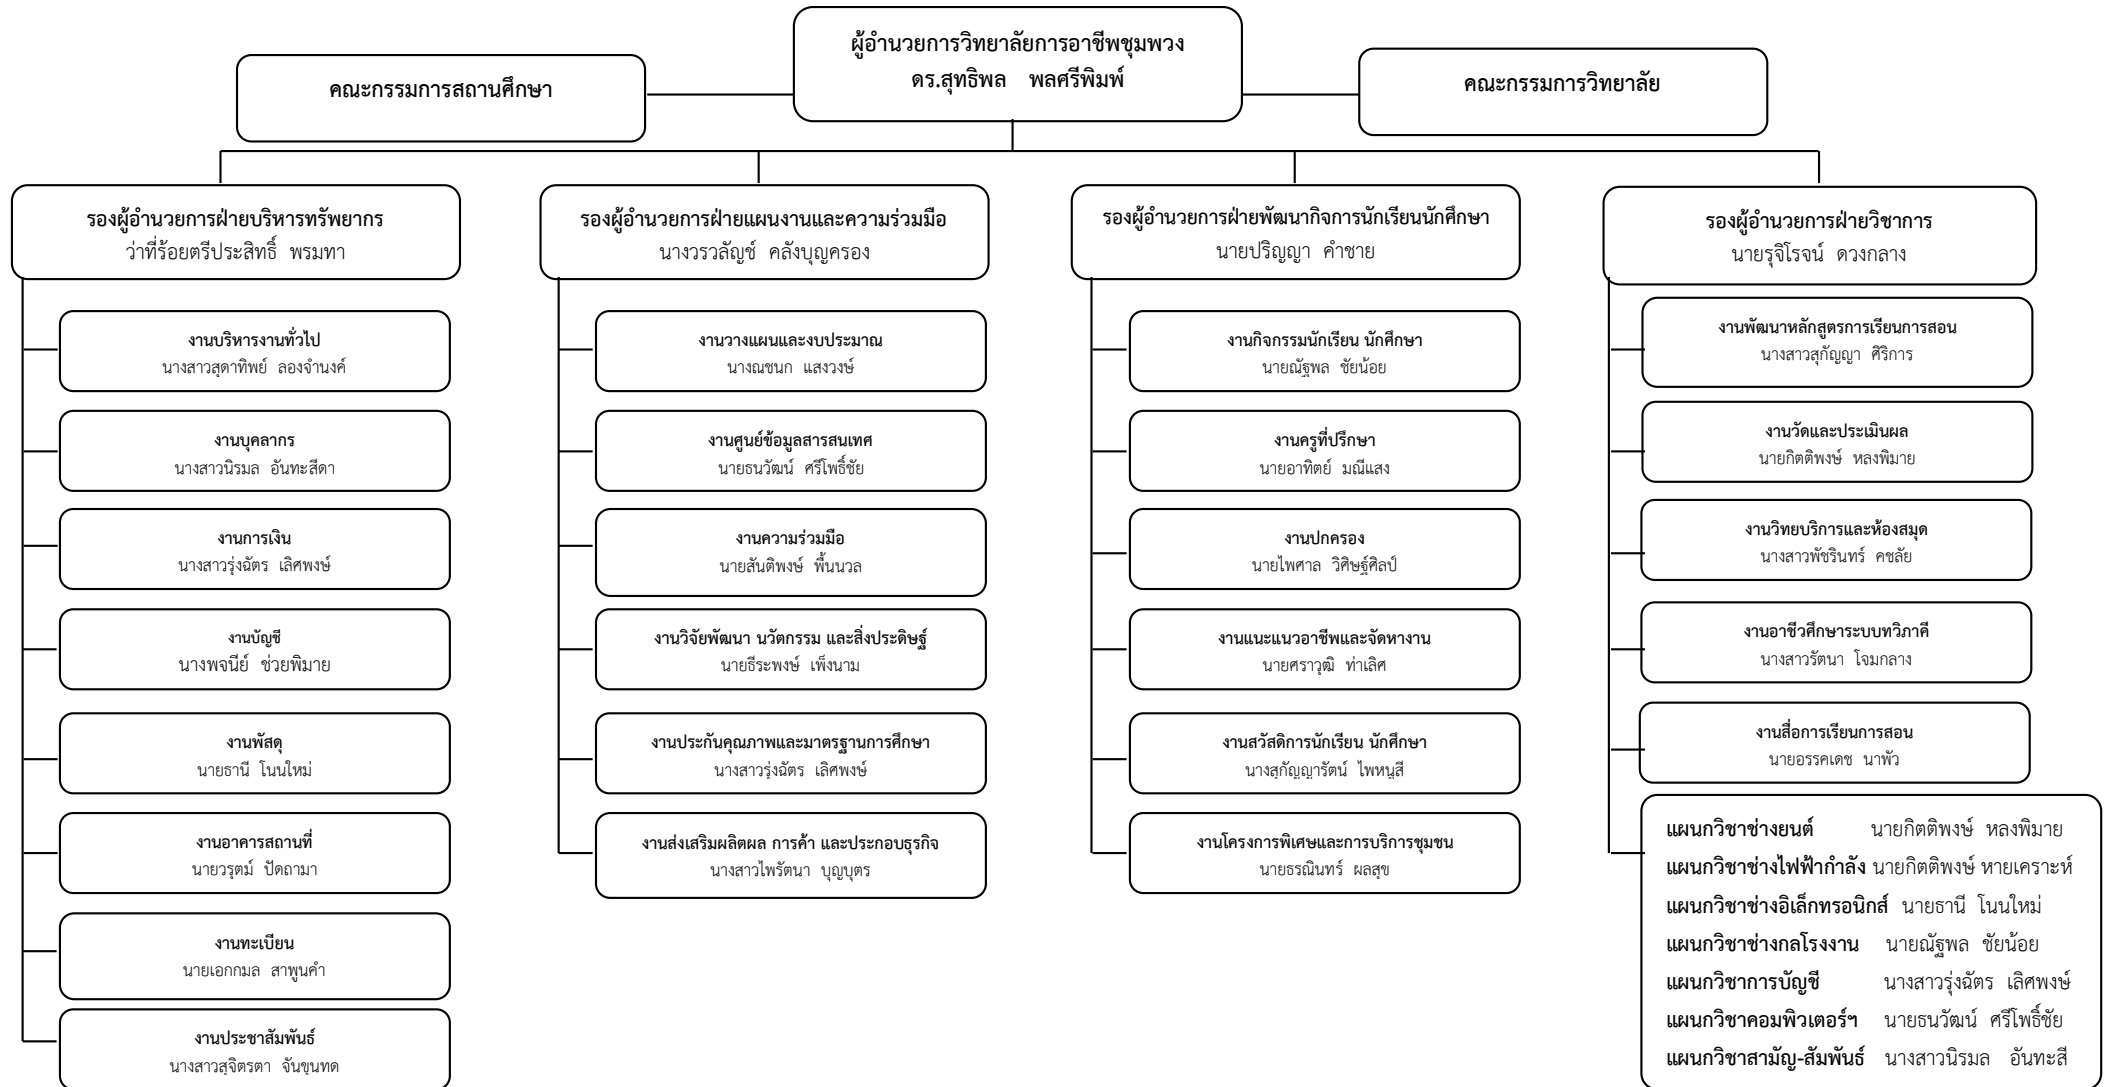 ผู้อำนวยการวิทยาลัยการอาชีพชุมพวง
ดร.สุทธิพล พลศรีพิมพ์
คณะกรรมการสถานศึกษา
คณะกรรมการวิทยาลัย
รองผู้อำนวยการฝ่ายบริหารทรัพยากร
ว่าที่ร้อยตรีประสิทธิ์ พรมทา
งานบริหารงานทั่วไป
นางสาวสุดาทิพย์ ลองจำนงค์
งานบุคลากร
นางสาวนิรมล อันทะสีดา
งานการเงิน
นางสาวรุ่งฉัตร เลิศพงษ์
งานบัญชี
นางพจนีย์ ช่วยพิมาย
งานพัสดุ
นายธานี โนนใหม่
งานอาคารสถานที่
นายวรุตม์ ปัดถามา
งานทะเบียน
นายเอกกมล สาพูนคำ
งานประชาสัมพันธ์
นางสาวสุจิตรตา จันขุนทด
รองผู้อำนวยการฝ่ายแผนงานและความร่วมมือ
นางวรวลัญช์ คลังบุญครอง
งานวางแผนและงบประมาณ
นางณชนก แสงวงษ์
งานศูนย์ข้อมูลสารสนเทศ
นายธนวัฒน์ ศรีโพธิ์ชัย
งานความร่วมมือ
นายสันติพงษ์ พื้นนวล
งานวิจัยพัฒนา นวัตกรรม และสิ่งประดิษฐ์
นายธีระพงษ์ เพ็งนาม
งานประกันคุณภาพและมาตรฐานการศึกษา
นางสาวรุ่งฉัตร เลิศพงษ์
งานส่งเสริมผลิตผล การค้า และประกอบธุรกิจ
นางสาวไพรัตนา บุญบุตร
รองผู้อำนวยการฝ่ายพัฒนากิจการนักเรียนนักศึกษา
นายปริญญา คำชาย
งานกิจกรรมนักเรียน นักศึกษา
นายณัฐพล ชัยน้อย
งานครูที่ปรึกษา
นายอาทิตย์ มณีแสง
งานปกครอง
นายไพศาล วิศิษฐ์ศิลป์
งานแนะแนวอาชีพและจัดหางาน
นายศราวุฒิ ท่าเลิศ
งานสวัสดิการนักเรียน นักศึกษา
นางสุกัญญารัตน์ ไพหนูสี
งานโครงการพิเศษและการบริการชุมชน
นายธรณินทร์ ผลสุข
รองผู้อำนวยการฝ่ายวิชาการ
นายรุจิโรจน์ ดวงกลาง
งานพัฒนาหลักสูตรการเรียนการสอน
นางสาวสุกัญญา ศิริการ
งานวัดและประเมินผล
นายกิตติพงษ์ หลงพิมาย
งานวิทยบริการและห้องสมุด
นางสาวพัชรินทร์ คชลัย
งานอาชีวศึกษาระบบทวิภาคี
นางสาวรัตนา โจมกลาง
งานสื่อการเรียนการสอน
นายอรรคเดช นาพัว
แผนกวิชาช่างยนต์ นายกิตติพงษ์ หลงพิมาย
แผนกวิชาช่างไฟฟ้ากำลัง นายกิตติพงษ์ หายเคราะห์
แผนกวิชาช่างอิเล็กทรอนิกส์ นายธานี โนนใหม่
แผนกวิชาช่างกลโรงงาน นายณัฐพล ชัยน้อย
แผนกวิชาการบัญชี นางสาวรุ่งฉัตร เลิศพงษ์
แผนกวิชาคอมพิวเตอร์ฯ นายธนวัฒน์ ศรีโพธิ์ชัย
แผนกวิชาสามัญ-สัมพันธ์ นางสาวนิรมล อันทะสี